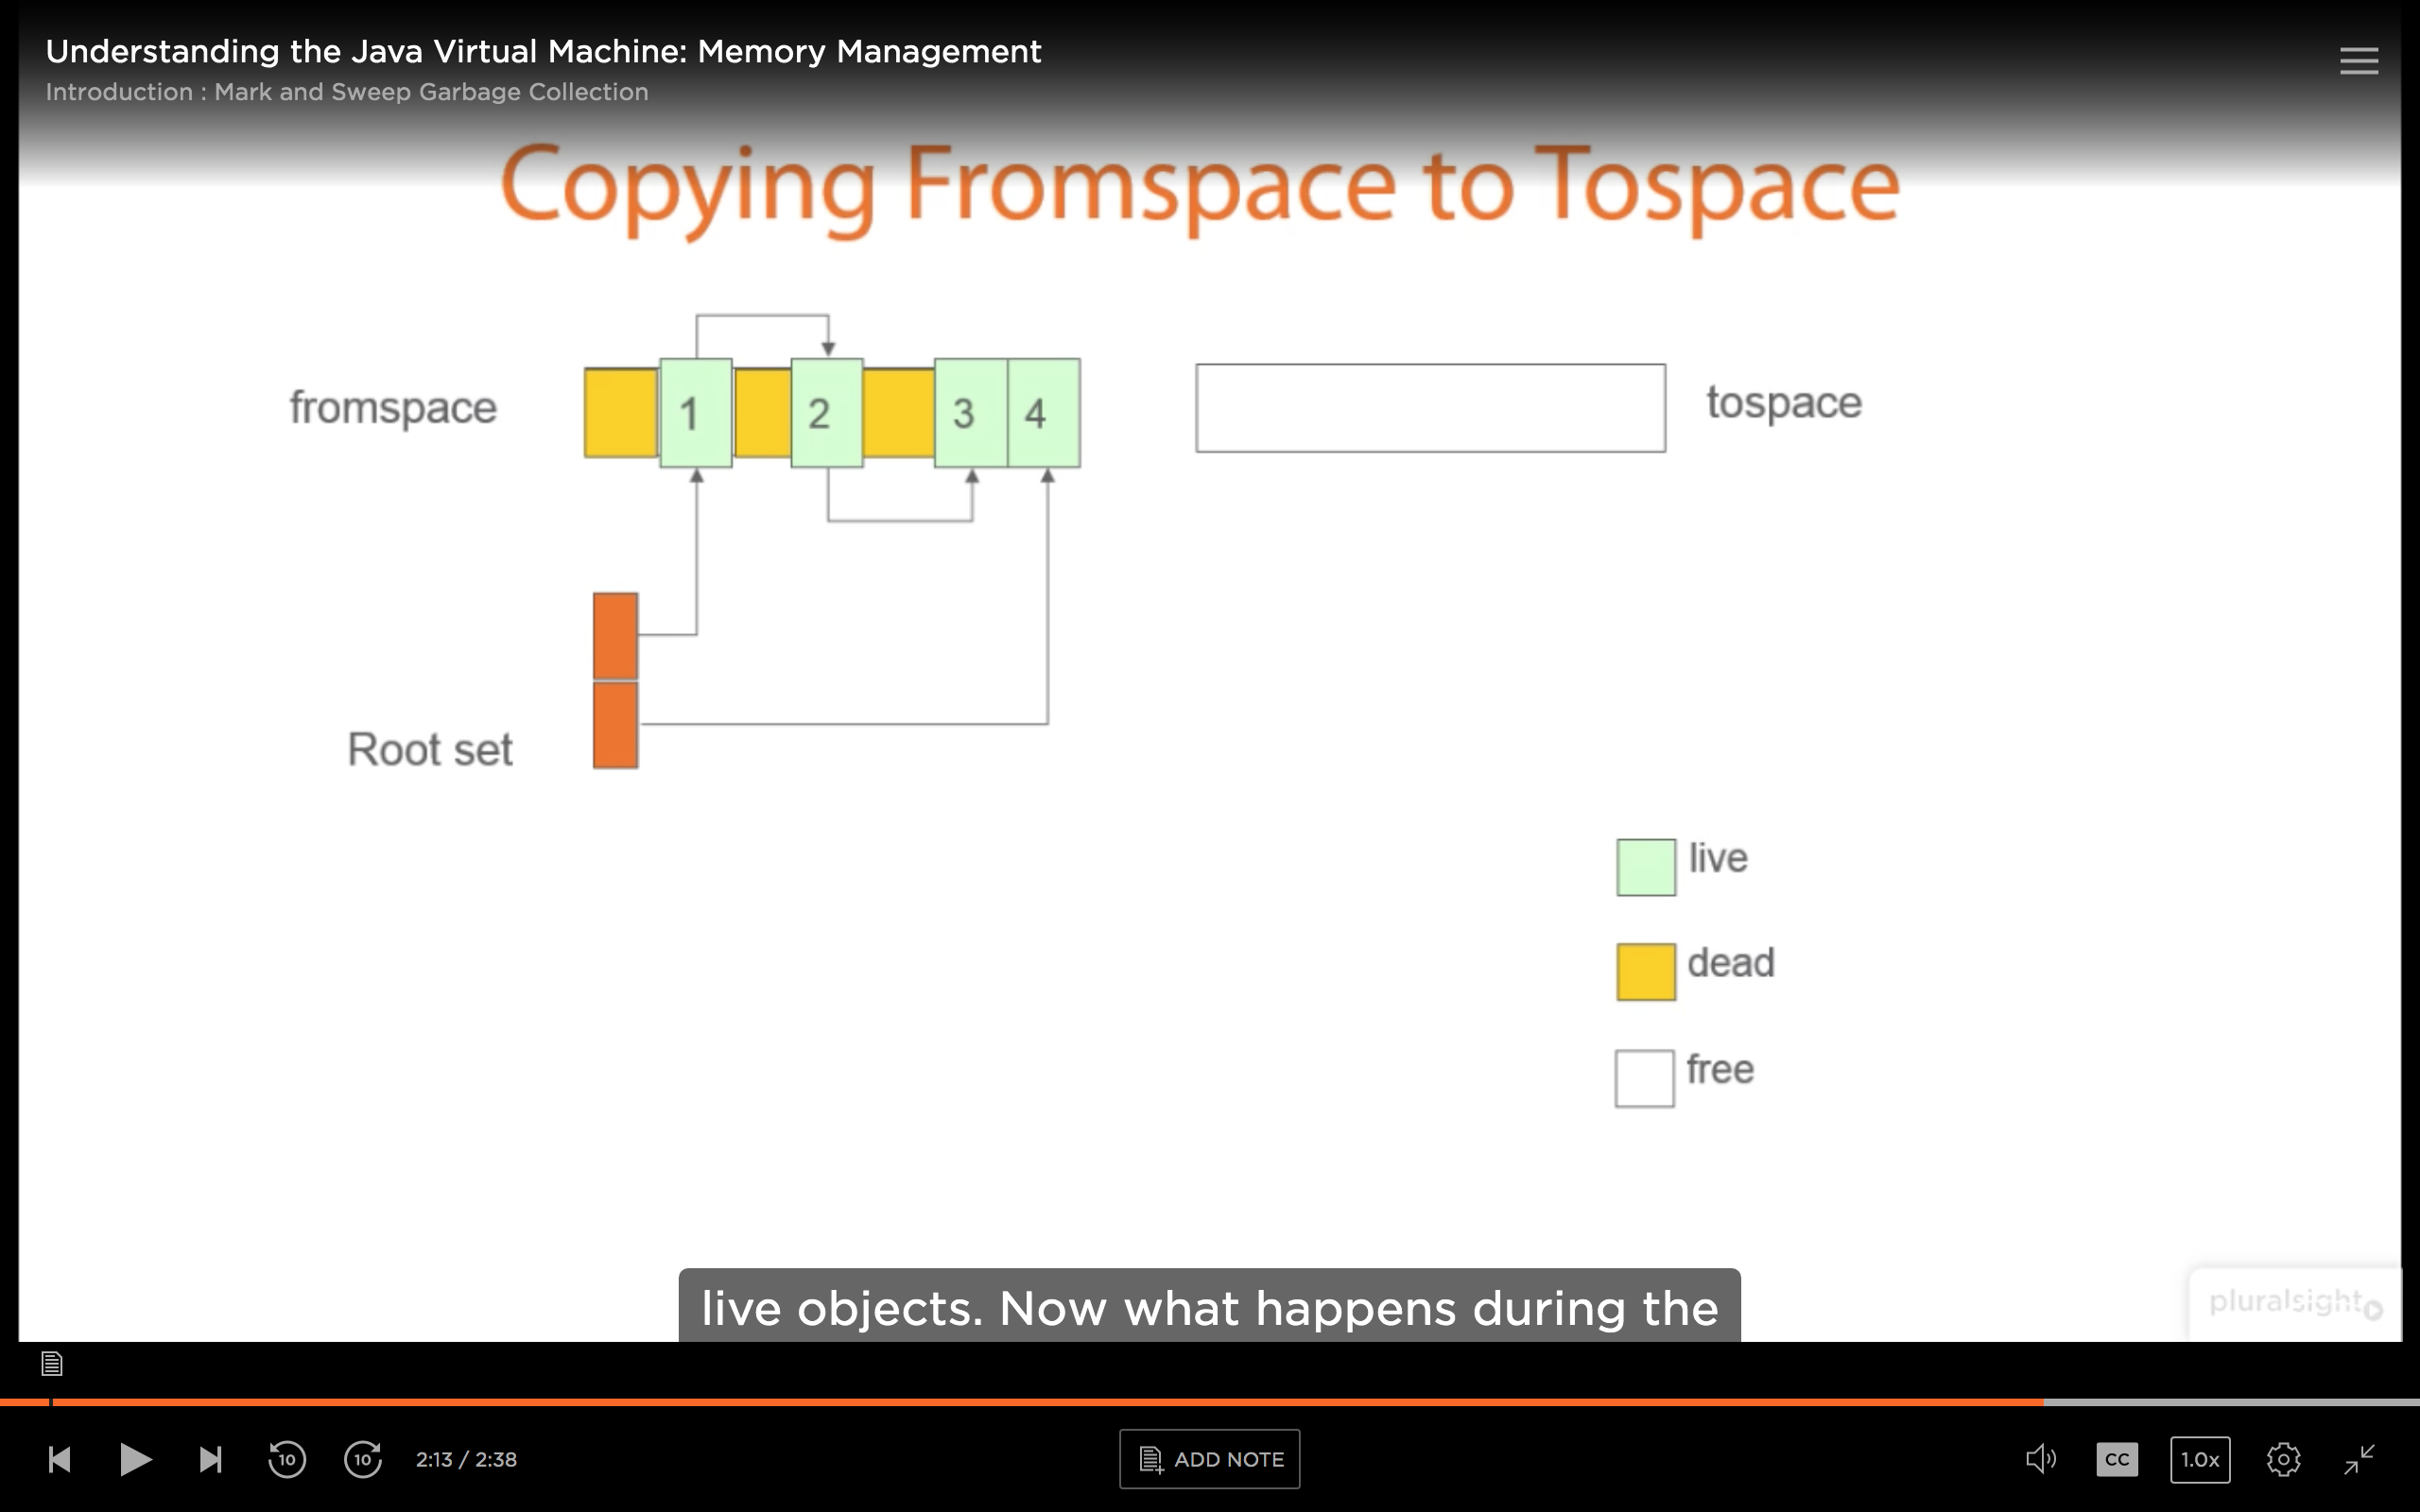 Understanding the Java Virtual Machine: Memory Management
Introduction : Mark and Sweep Garbage Collection
Copying Fromspace to Tospace
fromspace
1
2
3
4
tospace
Root set
live
dead
free
live objects. Now what happens during the
pluralsight
10
10
2:13 / 2:38
ADD NOTE
CC
1.0x